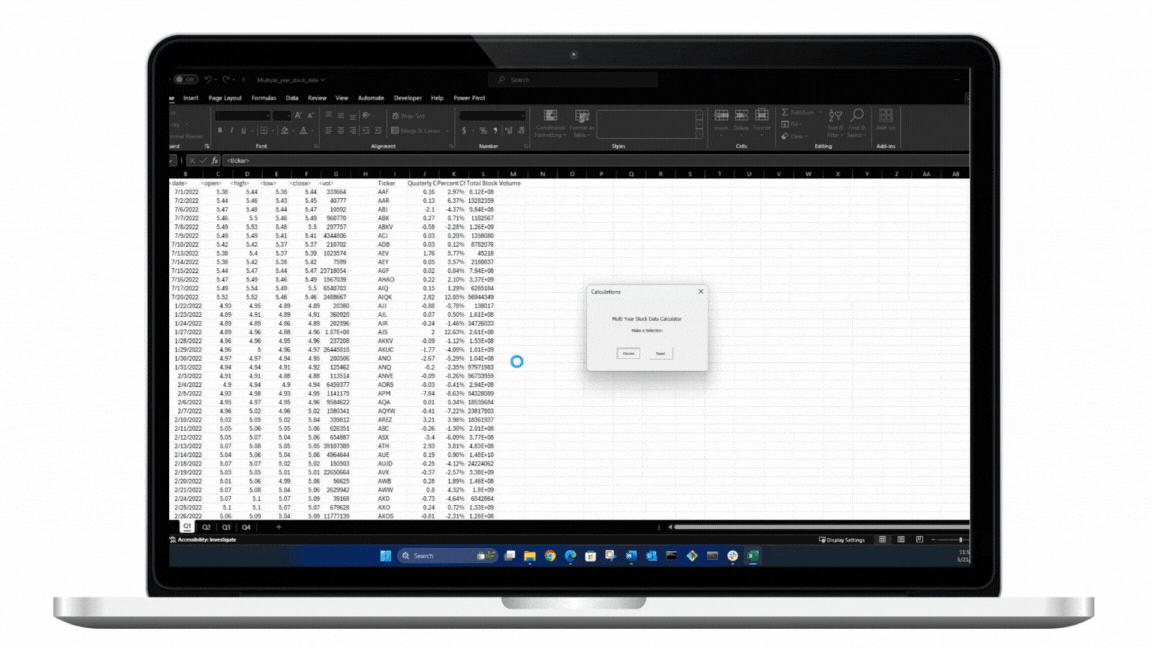 Off Multiple_year_stock_data Search
Insert Page Layout Formulas Data Review View Automate Developer Help Power Pivot
Wrap Text
Merge & Center
Conditional Formatting Format as Table Insert Delete Format AutoSum Fill Clear Sort & Filter Find & Select Add-ins
Font Alignment Number Styles Cells Editing Add-ins
fx <ticker>
B C D E F G H I J K L M N O P Q R S T U V W X Y Z AA AB
<date> <open> <high> <low> <close> <vol> Ticker Quaterly C Percent Cl Total Stock Volume
7/1/2022 5.38 5.44 5.38 5.44 333664 AAF 0.16 2.97% 8.12E+08
7/2/2022 5.44 5.46 5.43 5.45 40777 AAR 0.13 6.37% 13282359
7/6/2022 5.47 5.48 5.44 5.47 10992 ABI -2.1 -4.37% 9.84E+08
7/7/2022 5.46 5.5 5.46 5.49 960770 ABK 0.27 0.71% 1182567
7/8/2022 5.49 5.53 5.48 5.5 297757 ABKV -0.58 -2.28% 1.26E+09
7/9/2022 5.49 5.49 5.41 5.41 4344806 ACJ 0.03 0.20% 1358080
7/10/2022 5.42 5.42 5.37 5.37 210702 ADB 0.03 0.12% 8782076
7/13/2022 5.38 5.4 5.37 5.39 1023574 AEV 1.76 5.77% 45218
7/14/2022 5.38 5.42 5.38 5.42 7599 AEY 0.05 3.57% 2180837
7/15/2022 5.44 5.47 5.44 5.47 23718054 AGF 0.02 0.04% 7.94E+08
7/16/2022 5.47 5.49 5.46 5.49 1567039 AHAO 0.22 2.10% 3.37E+09
7/17/2022 5.49 5.54 5.49 5.5 6540703 AIQ 0.15 1.29% 6285184
7/20/2022 5.52 5.52 5.46 5.46 2488667 AIQK 2.82 12.05% 56944349
1/22/2022 4.93 4.95 4.89 4.89 20380 AIJ -0.88 -0.78% 138017
1/23/2022 4.89 4.91 4.89 4.91 360920 AIL 0.07 0.50% 1.61E+08
1/24/2022 4.89 4.89 4.86 4.89 202996 AIR -0.24 -1.46% 34726033
1/27/2022 4.89 4.96 4.88 4.96 1.07E+08 AIS 2 12.63% 2.61E+08
1/28/2022 4.96 4.96 4.95 4.96 237208 AKKV -0.09 -1.12% 1.53E+08
1/29/2022 4.96 5 4.96 4.97 26445010 AKUC -1.77 -4.09% 1.01E+09
1/30/2022 4.97 4.97 4.94 4.95 200506 ANO -2.67 -5.29% 1.04E+08
1/31/2022 4.94 4.94 4.91 4.92 125462 ANQ -0.2 -2.35% 97971983
2/3/2022 4.91 4.91 4.88 4.88 113514 ANVE -0.09 -0.26% 86733959
2/4/2022 4.9 4.94 4.9 4.94 6459377 AORS -0.03 -0.41% 2.94E+08
2/5/2022 4.93 4.98 4.93 4.95 1141175 APM -7.84 -8.63% 54328089
2/6/2022 4.95 4.97 4.95 4.96 9584622 AQA 0.01 0.34% 18535684
2/7/2022 4.96 5.02 4.96 5.02 1580341 AQYW -0.41 -7.22% 23817803
2/10/2022 5.02 5.05 5.02 5.04 339812 AREZ 3.21 3.98% 18361937
2/11/2022 5.05 5.06 5.05 5.06 626351 ASC -0.26 -1.30% 2.01E+08
2/12/2022 5.05 5.07 5.04 5.06 654887 ASX -3.4 -6.09% 3.77E+08
2/13/2022 5.07 5.08 5.05 5.05 39107389 ATH 2.93 3.01% 4.83E+08
2/14/2022 5.04 5.06 5.04 5.06 4964644 AUE 0.19 0.90% 1.48E+10
2/18/2022 5.07 5.07 5.02 5.02 150503 AUJD -0.25 -4.12% 24224062
2/19/2022 5.03 5.05 5.01 5.01 22650664 AVK -0.37 -2.57% 3.38E+09
2/20/2022 5.01 5.06 4.99 5.06 56625 AWB 0.28 1.89% 1.46E+08
2/21/2022 5.07 5.08 5.04 5.06 2629942 AWW 0.8 4.32% 1.8E+09
2/24/2022 5.07 5.1 5.07 5.09 39168 AXD -0.73 -4.64% 6542864
2/25/2022 5.1 5.1 5.07 5.07 679628 AXO 0.24 0.72% 1.33E+09
2/26/2022 5.06 5.09 5.04 5.09 11777139 AXOS -0.81 -2.31% 1.28E+08
Calculations
Multi Year Stock Data Calculator
Make a Selection
Reset
Q1 Q2 Q3 Q4 +
Accessibility: Investigate Display Settings
Search